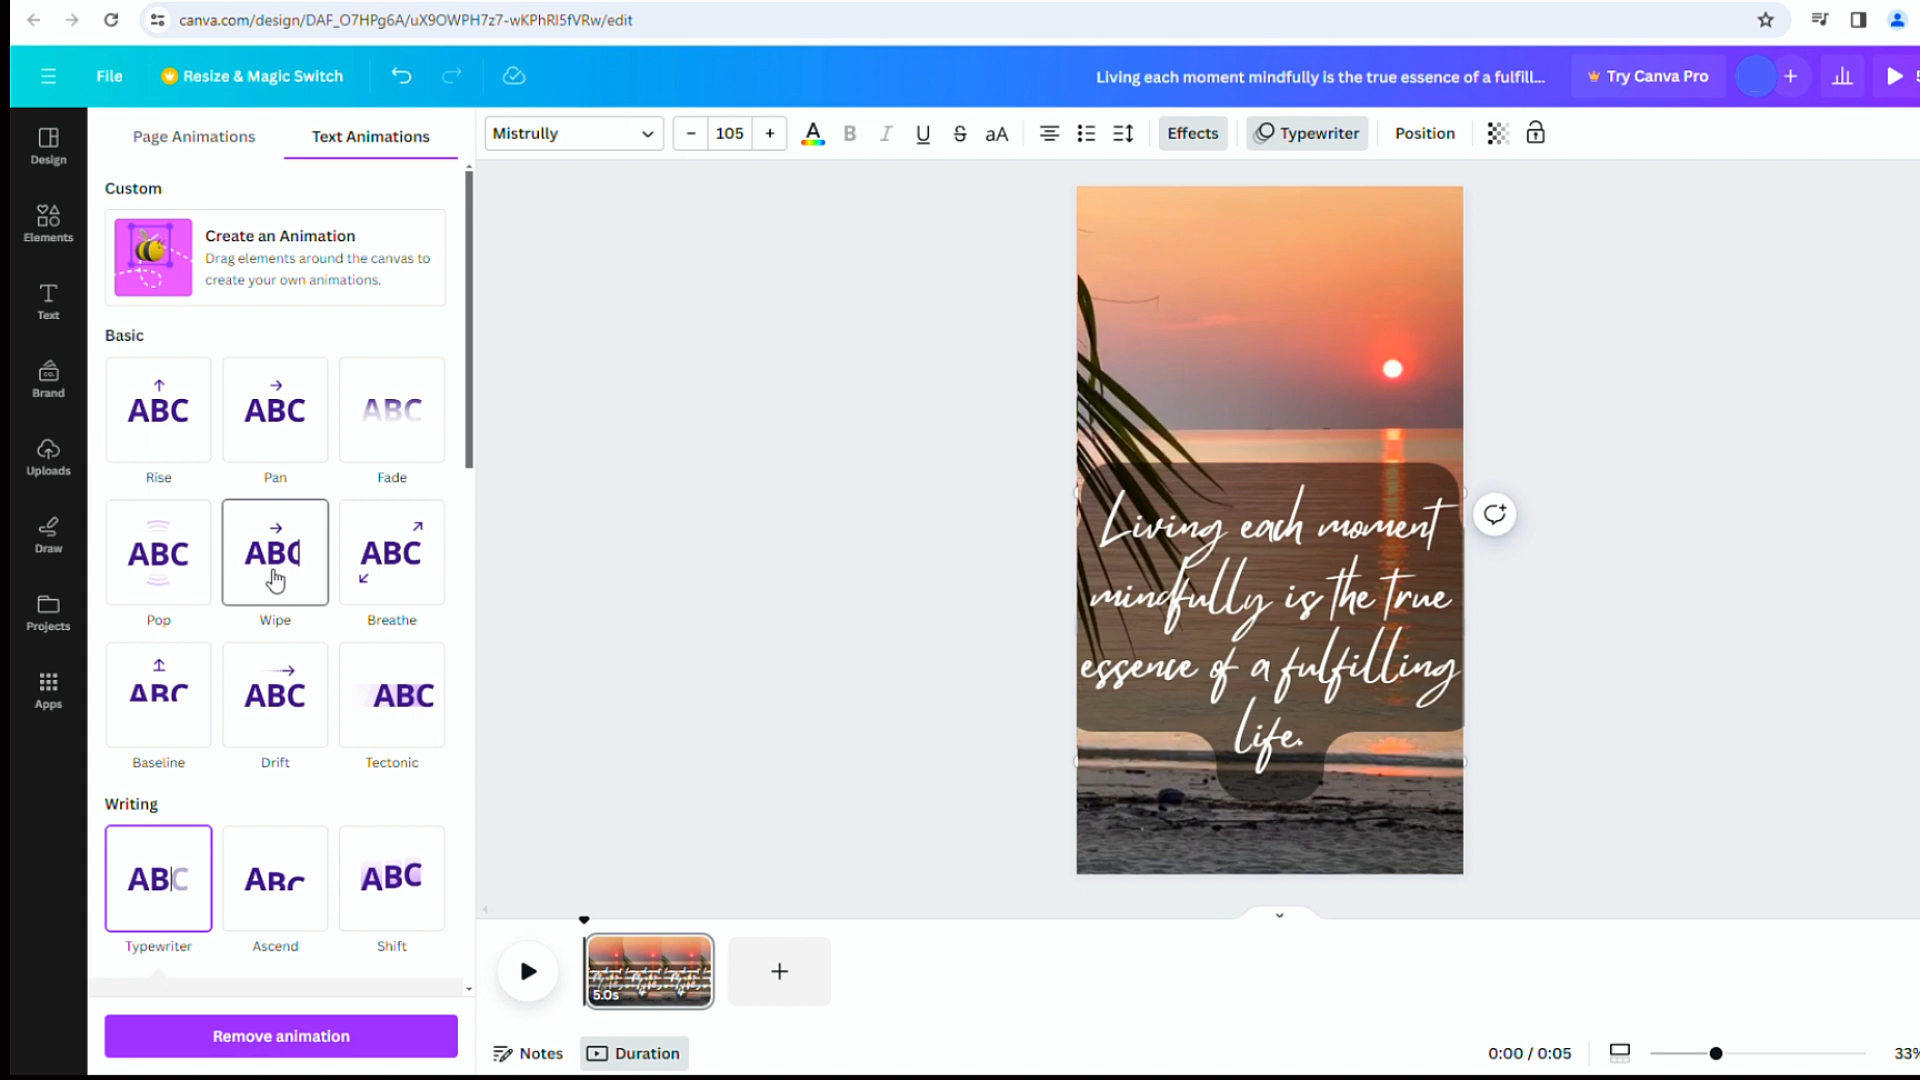 canva.com/design/DAF_O7HPg6A/uX9OWPH7z7-wKPhRI5fVRw/edit
File
Resize & Magic Switch
Living each moment mindfully is the true essence of a fulfill...
Try Canva Pro
Page Animations
Text Animations
Mistrully
105
Effects
Typewriter
Position
Design
Elements
Text
Brand
Uploads
Draw
Projects
Apps
Custom
Create an Animation
Drag elements around the canvas to
create your own animations.
Basic
ABC ABC ABC
Rise Pan Fade
ABC ABC ABC
Pop Wipe Breathe
ABC ABC ABC
Baseline Drift Tectonic
Writing
ABC ABC ABC
Typewriter Ascend Shift
Remove animation
Living each moment
mindfully is the true
essence of a fulfilling
life.
5.0s
Notes
Duration
0:00 / 0:05
33%